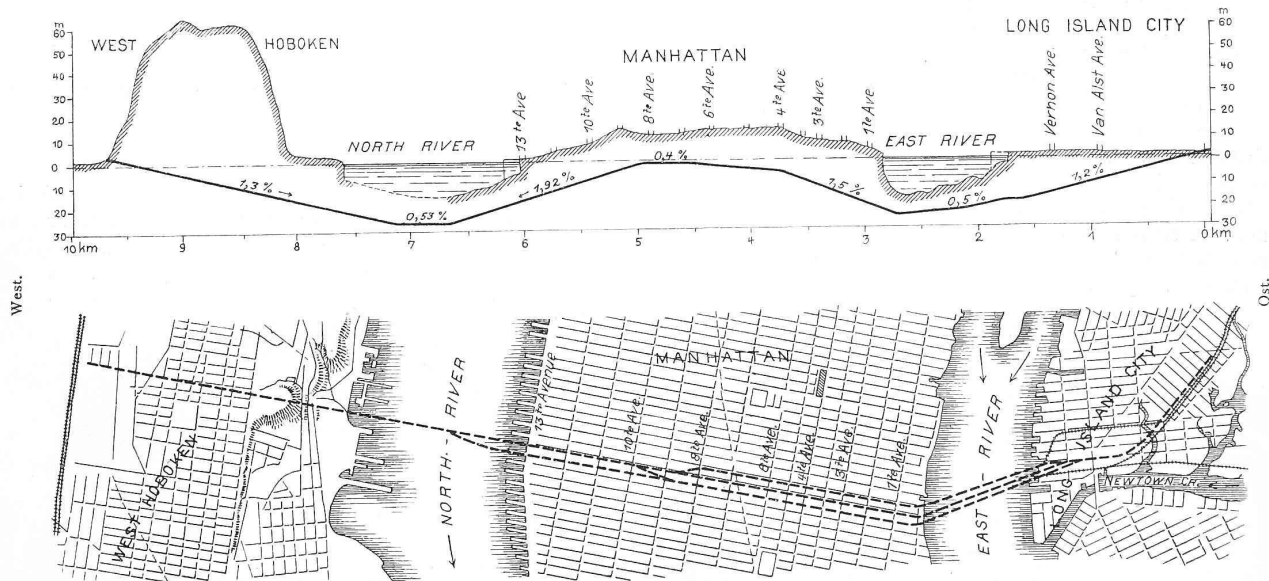 m
60
50
40
30
20
10
0
10
20
30
WEST HOBOKEN
NORTH RIVER
13te Ave
10te Ave
8te Ave.
6te Ave.
4te Ave
3te Ave.
1te Ave
MANHATTAN
EAST RIVER
LONG ISLAND CITY
Vernon Ave.
Van Alst Ave.
m
60
50
40
30
20
10
0
10
20
30
1,3%
0,53%
1,92%
0,4%
1,5%
0,5%
1,2%
10 km
9
8
7
6
5
4
3
2
1
0 km
West.
Ost.
WEST HOBOKEN
NORTH RIVER
13te AVENUE
MANHATTAN
10te Ave.
8te Ave.
6te Ave.
4te Ave.
3te Ave.
1te Ave.
EAST RIVER
LONG ISLAND CITY
NEWTOWN CR.